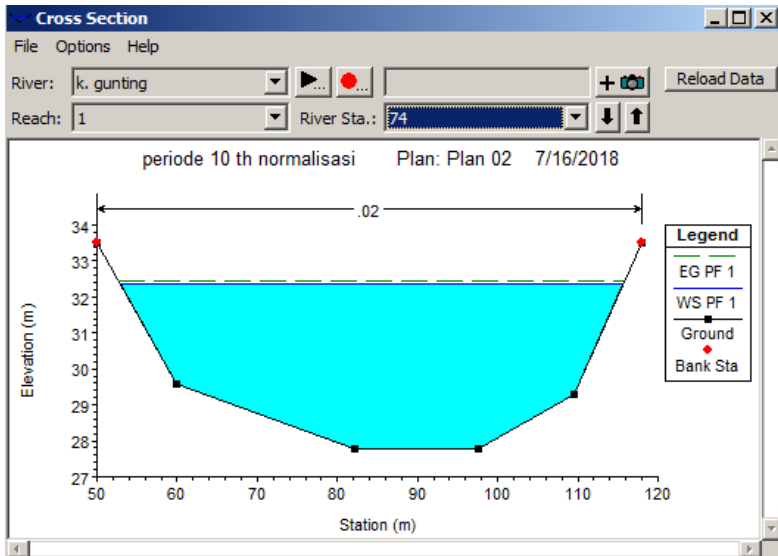 Cross Section
File Options Help
River: k. gunting ... ... + Reload Data
Reach: 1 River Sta.: 74
periode 10 th normalisasi Plan: Plan 02 7/16/2018
.02
34
33
32
31
30
29
28
27
Elevation (m)
50 60 70 80 90 100 110 120
Station (m)
Legend
EG PF 1
WS PF 1
Ground
Bank Sta